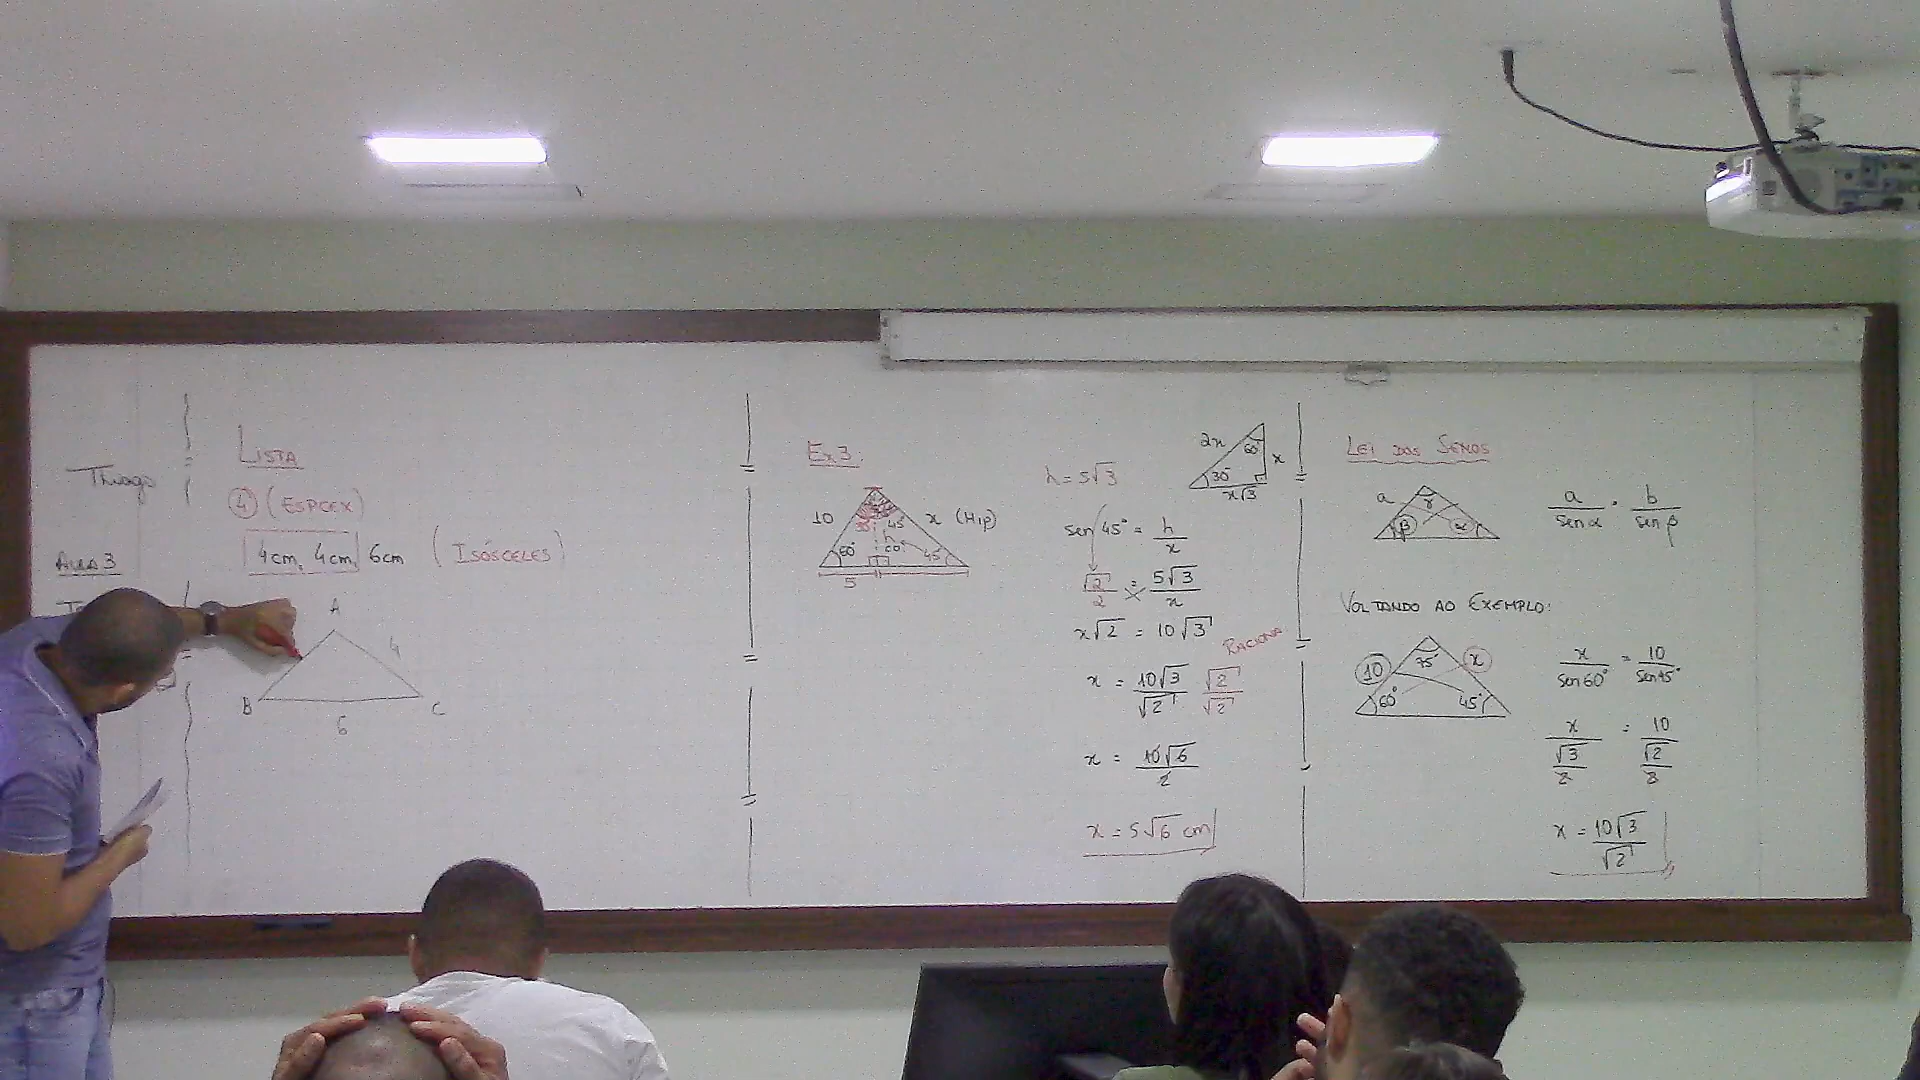 Thiago
AULA 3
LISTA
4 (ESPCEX)
4cm, 4cm, 6cm (ISÓSCELES)
A
4
B
C
6
Ex3:
10
45°
x (Hip)
60°
h
45°
5
h = 5√3
2x
60°
x
30°
x√3
sen 45° = h/x
√2/2 = 5√3/x
x√2 = 10√3
RACIONA
x = 10√3/√2 √2/√2
x = 10√6/2
x = 5√6 cm
LEI DOS SENOS
a
γ
β
α
a/sen α = b/sen β
VOLTANDO AO EXEMPLO:
10
75°
x
60°
45°
x/sen 60° = 10/sen 45°
x/(√3/2) = 10/(√2/2)
x = 10√3/√2